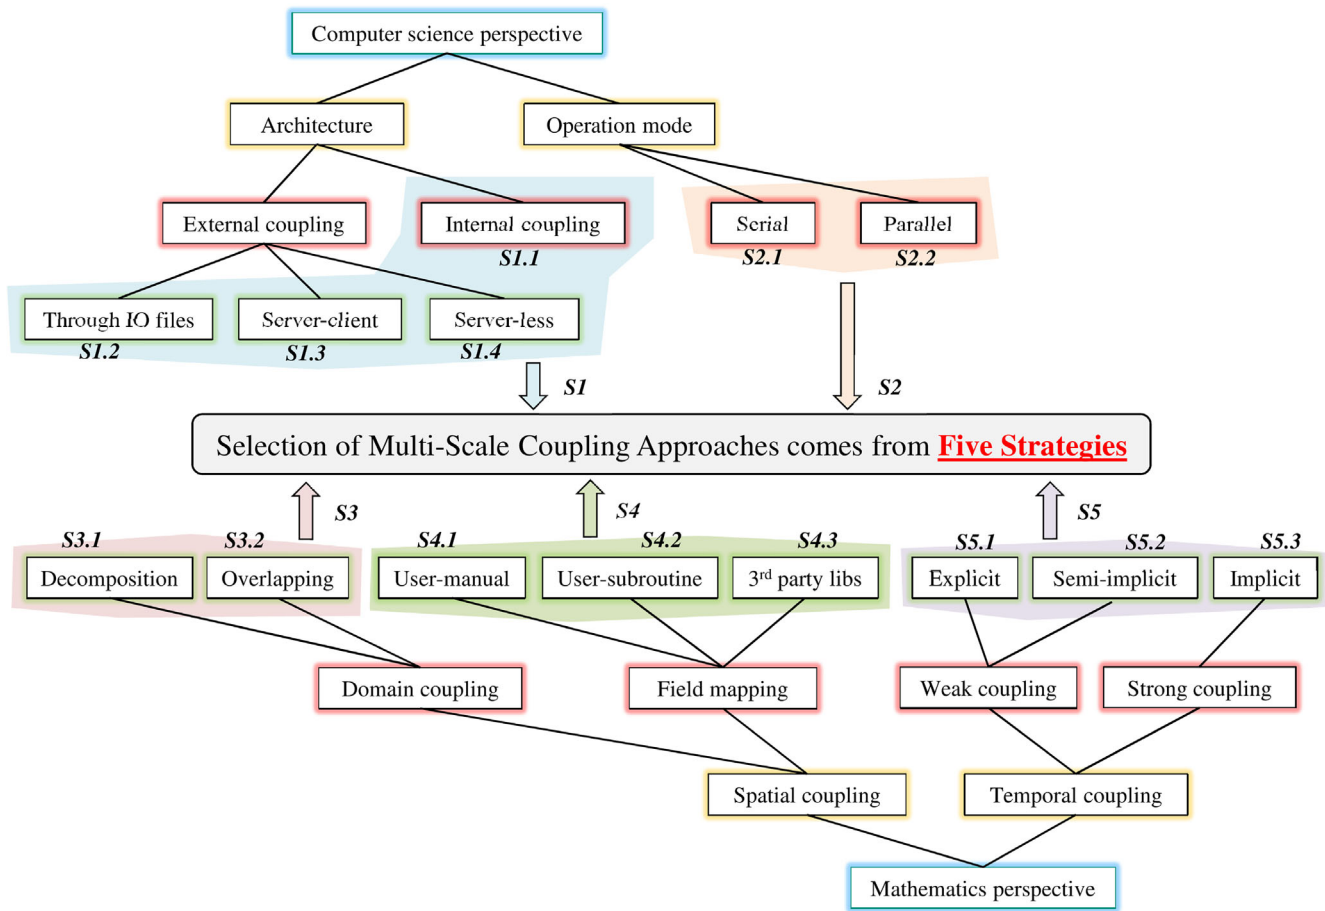 Computer science perspective
Architecture
Operation mode
External coupling
Internal coupling
Serial
Parallel
S1.1
S2.1
S2.2
Through IO files
Server-client
Server-less
S1.2
S1.3
S1.4
S1
S2
Selection of Multi-Scale Coupling Approaches comes from Five Strategies
S3
S4
S5
S3.1
S3.2
S4.1
S4.2
S4.3
S5.1
S5.2
S5.3
Decomposition
Overlapping
User-manual
User-subroutine
3rd party libs
Explicit
Semi-implicit
Implicit
Domain coupling
Field mapping
Weak coupling
Strong coupling
Spatial coupling
Temporal coupling
Mathematics perspective